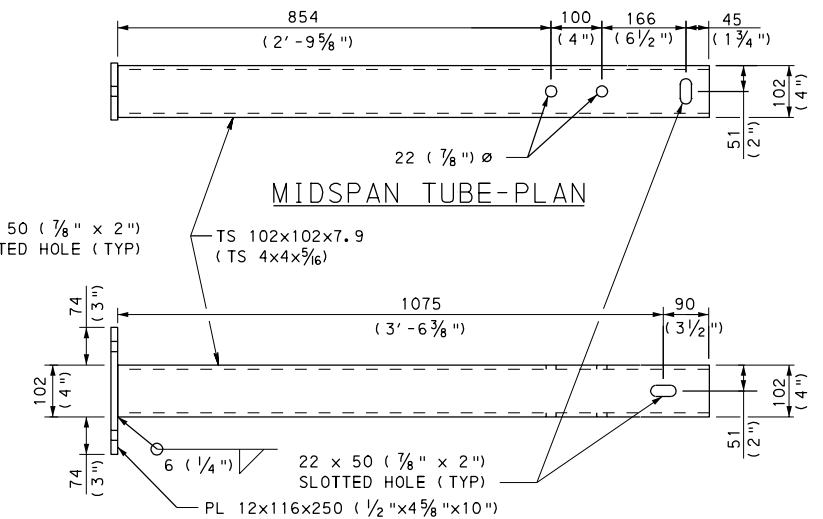 854 100 166 45
(2'-9⅝") (4") (6½") (1¾")
102
(4")
51
(2")
22 (⅞") Ø
MIDSPAN TUBE-PLAN
50 (⅞" x 2")
TED HOLE (TYP)
TS 102x102x7.9
(TS 4x4x5⁄16)
74
(3")
1075 90
(3'-6⅜") (3½")
102
(4")
102
(4")
51
(2")
74
(3")
6 (¼")
22 x 50 (⅞" x 2")
SLOTTED HOLE (TYP)
PL 12x116x250 (½"x4⅝"x10")